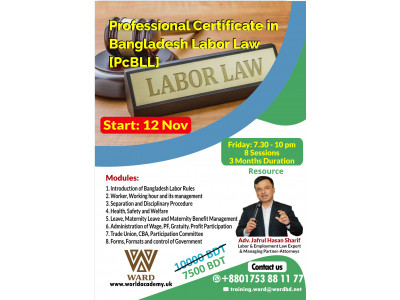 Professional Certificate in
Bangladesh Labor Law
[PcBLL]
LABOR LAW
Start: 12 Nov
Friday: 7.30 - 10 pm
8 Sessions
3 Months Duration
Resource
Modules:
1. Introduction of Bangladesh Labor Rules
2. Worker, Working hour and its management
3. Separation and Disciplinary Procedure
4. Health, Safety and Welfare
5. Leave, Maternity Leave and Maternity Benefit Management
6. Administration of Wage, PF, Gratuity, Profit Participation
7. Trade Union, CBA, Participation Committee
8. Forms, Formats and control of Government
Adv. Jafrul Hasan Sharif
Labor & Employment Law Expert
& Managing Partner-Attorneys
WARD
www.worldacademy.uk
10000 BDT
7500 BDT
Contact us
+8801753 88 11 77
training.ward@wardbd.net